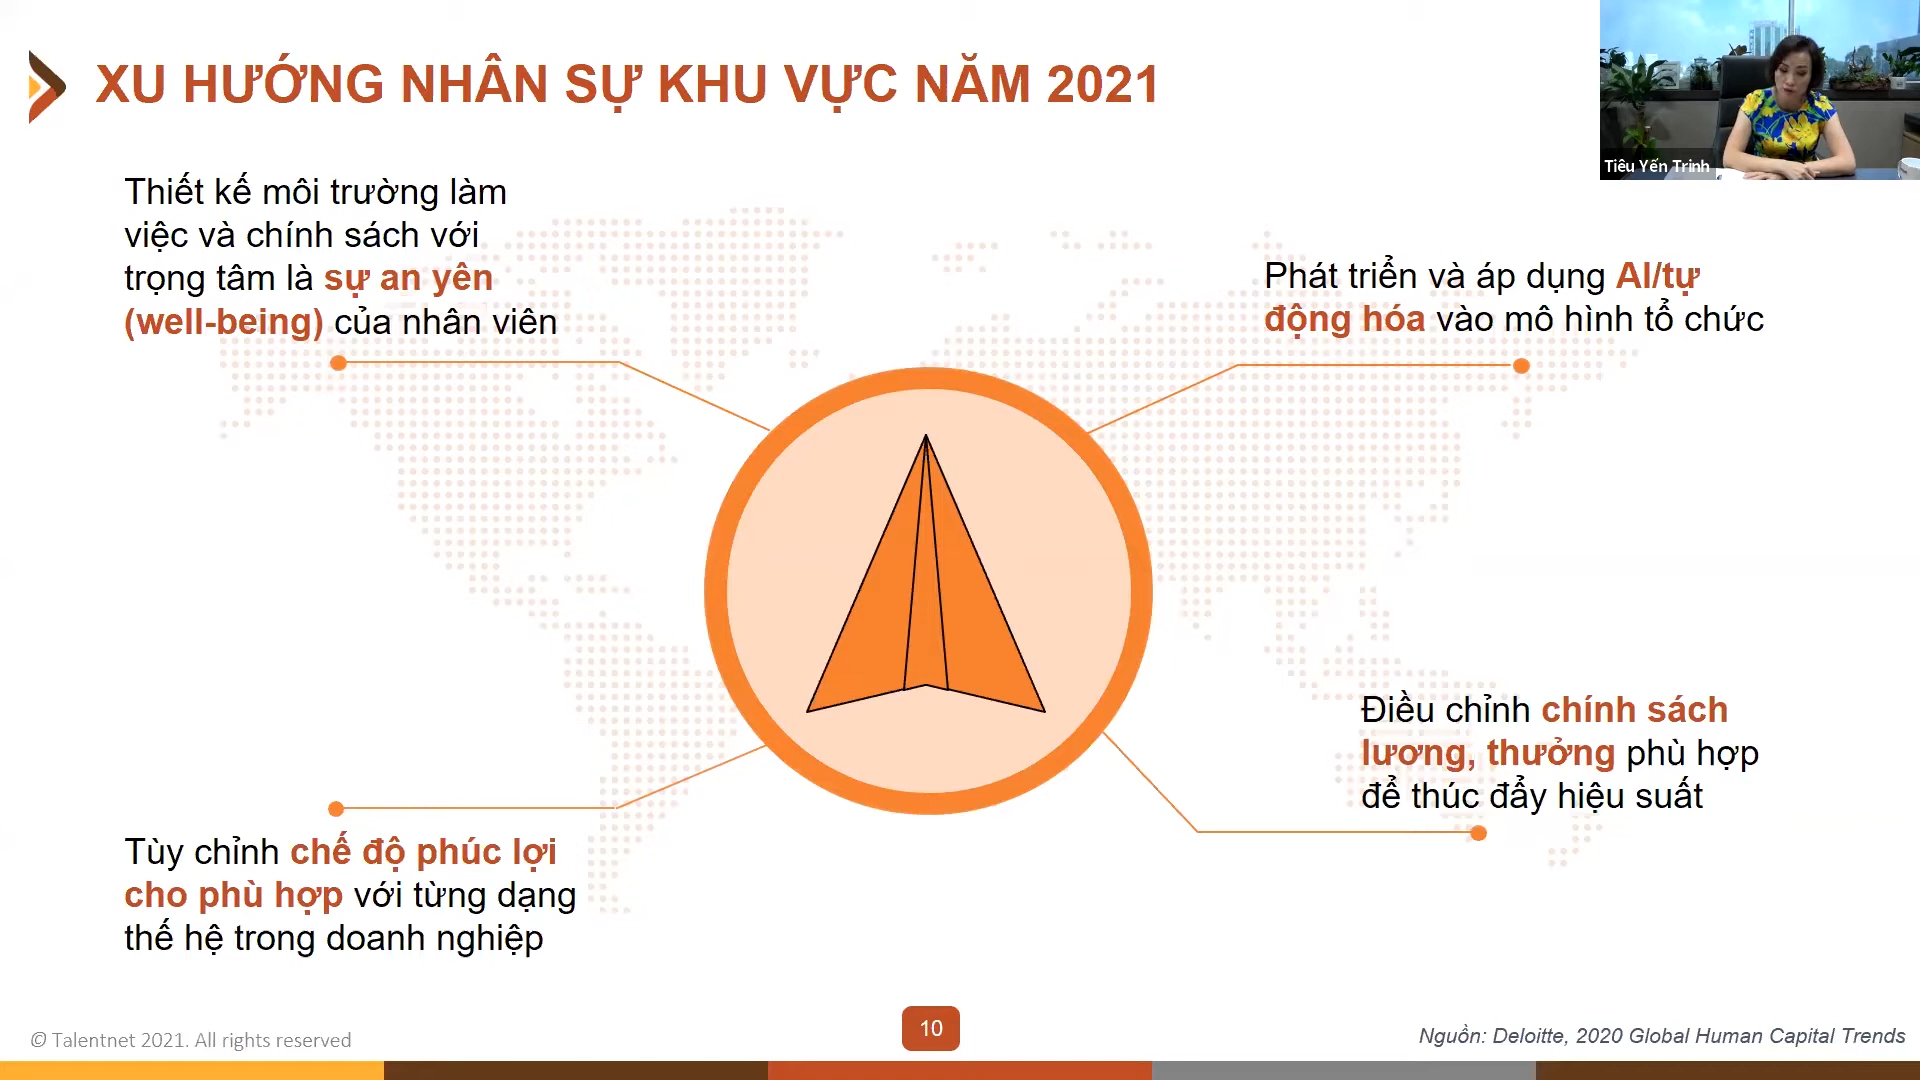 XU HƯỚNG NHÂN SỰ KHU VỰC NĂM 2021
Tiêu Yến Trinh
Thiết kế môi trường làm
việc và chính sách với
trọng tâm là sự an yên
(well-being) của nhân viên
Phát triển và áp dụng AI/tự
động hóa vào mô hình tổ chức
Điều chỉnh chính sách
lương, thưởng phù hợp
để thúc đẩy hiệu suất
Tùy chỉnh chế độ phúc lợi
cho phù hợp với từng dạng
thế hệ trong doanh nghiệp
© Talentnet 2021. All rights reserved
10
Nguồn: Deloitte, 2020 Global Human Capital Trends